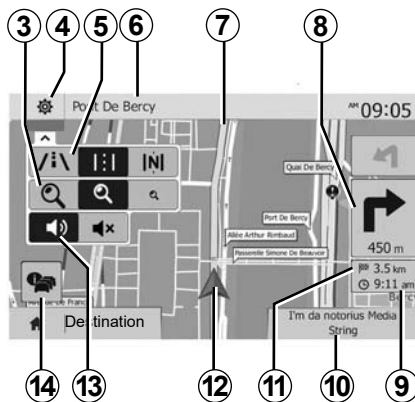 3 4 5 6 7 8
Pont De Bercy
AM 09:05
N
Quai De Bercy
450 m
Port De Bercy
Allée Arthur Rimbaud
Passerelle Simone De Beauvoir
3.5 km
9:11 am
Destination
I'm da notorius Media
String
14 13 12 11 10 9